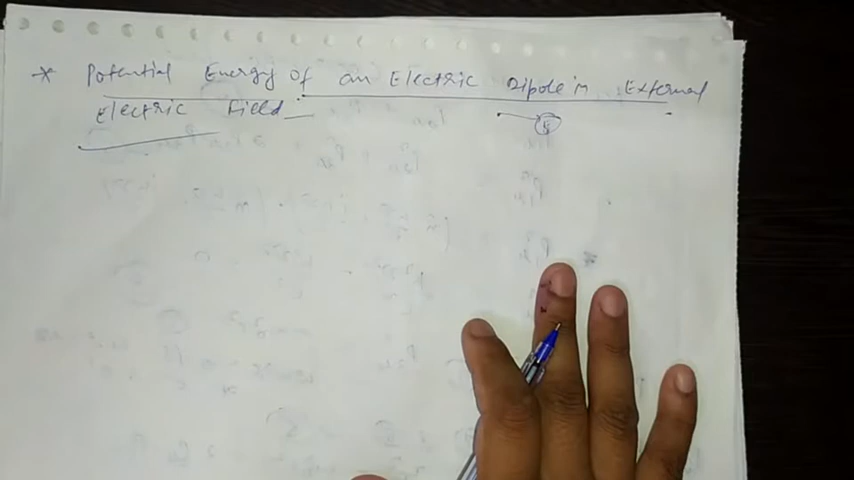 * Potential Energy of an Electric Dipole in External
Electric Field